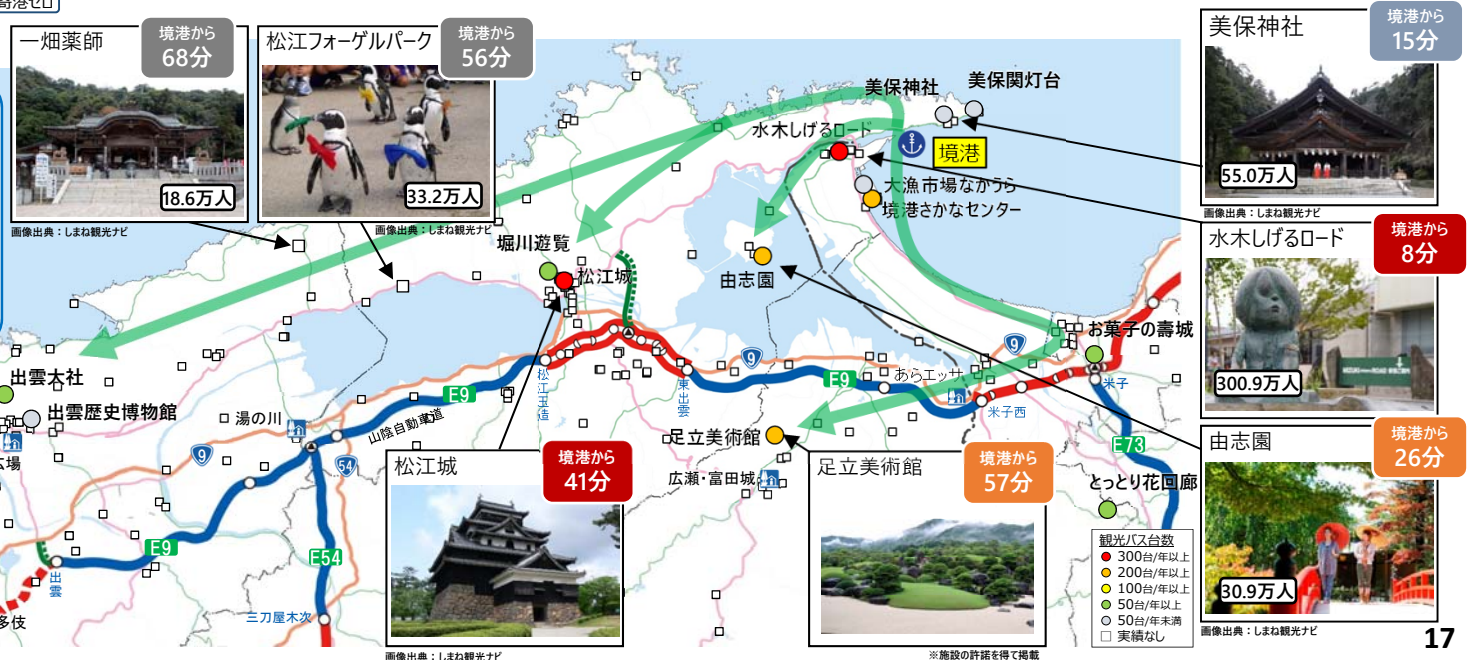 寄港ゼロ
一畑薬師
境港から
68分
18.6万人
画像出典：しまね観光ナビ
松江フォーゲルパーク
境港から
56分
33.2万人
画像出典：しまね観光ナビ
美保神社
境港から
15分
55.0万人
画像出典：しまね観光ナビ
水木しげるロード
境港から
8分
300.9万人
由志園
境港から
26分
30.9万人
画像出典：しまね観光ナビ
美保神社
美保関灯台
水木しげるロード
境港
大漁市場なかうら
境港さかなセンター
堀川遊覧
松江城
由志園
お菓子の壽城
出雲大社
出雲歴史博物館
広場
湯の川
山陰自動車道
松江玉造
東出雲
あらエッサ
米子西
米子
足立美術館
広瀬・富田城
とっとり花回廊
出雲
多伎
三刀屋木次
E9
E9
E9
E54
E73
9
9
9
54
松江城
境港から
41分
画像出典：しまね観光ナビ
足立美術館
境港から
57分
※施設の許諾を得て掲載
観光バス台数
300台/年以上
200台/年以上
100台/年以上
50台/年以上
50台/年未満
実績なし
17